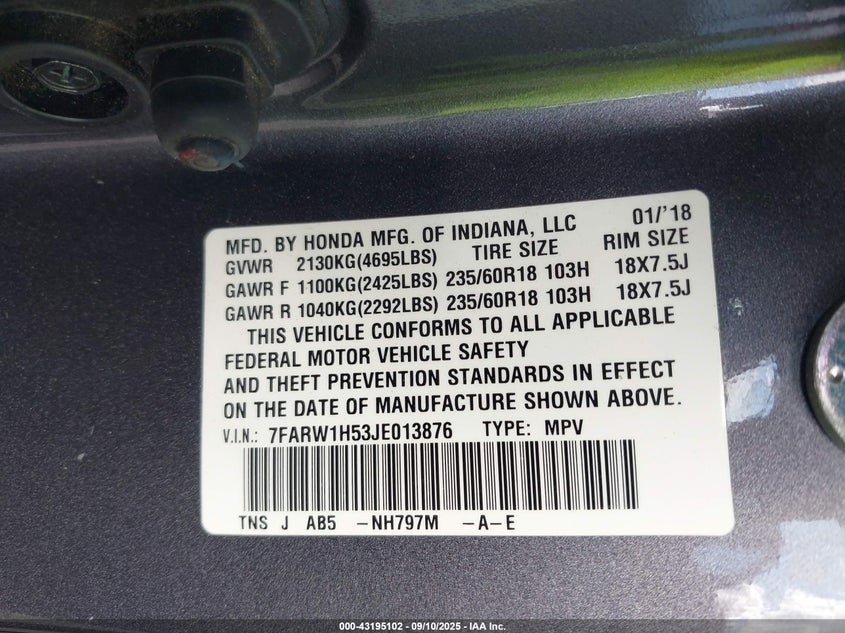 MFD. BY HONDA MFG. OF INDIANA, LLC 01/'18
GVWR 2130KG(4695LBS) TIRE SIZE RIM SIZE
GAWR F 1100KG(2425LBS) 235/60R18 103H 18X7.5J
GAWR R 1040KG(2292LBS) 235/60R18 103H 18X7.5J
THIS VEHICLE CONFORMS TO ALL APPLICABLE
FEDERAL MOTOR VEHICLE SAFETY
AND THEFT PREVENTION STANDARDS IN EFFECT
ON THE DATE OF MANUFACTURE SHOWN ABOVE.
V.I.N.: 7FARW1H53JE013876 TYPE: MPV
TNS J AB5 -NH797M -A-E
000-43195102 - 09/10/2025 - IAA Inc.